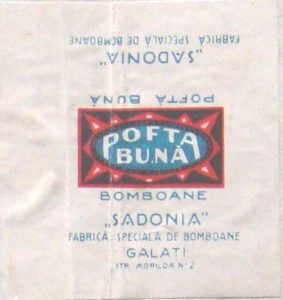 FABRICĂ SPECIALĂ DE BOMBOANE
„SADONIA”
POFTĂ BUNĂ
POFTA
BUNĂ
BOMBOANE
„SADONIA”
FABRICĂ SPECIALĂ DE BOMBOANE
GALAȚI
STR. MORILOR Nº 2